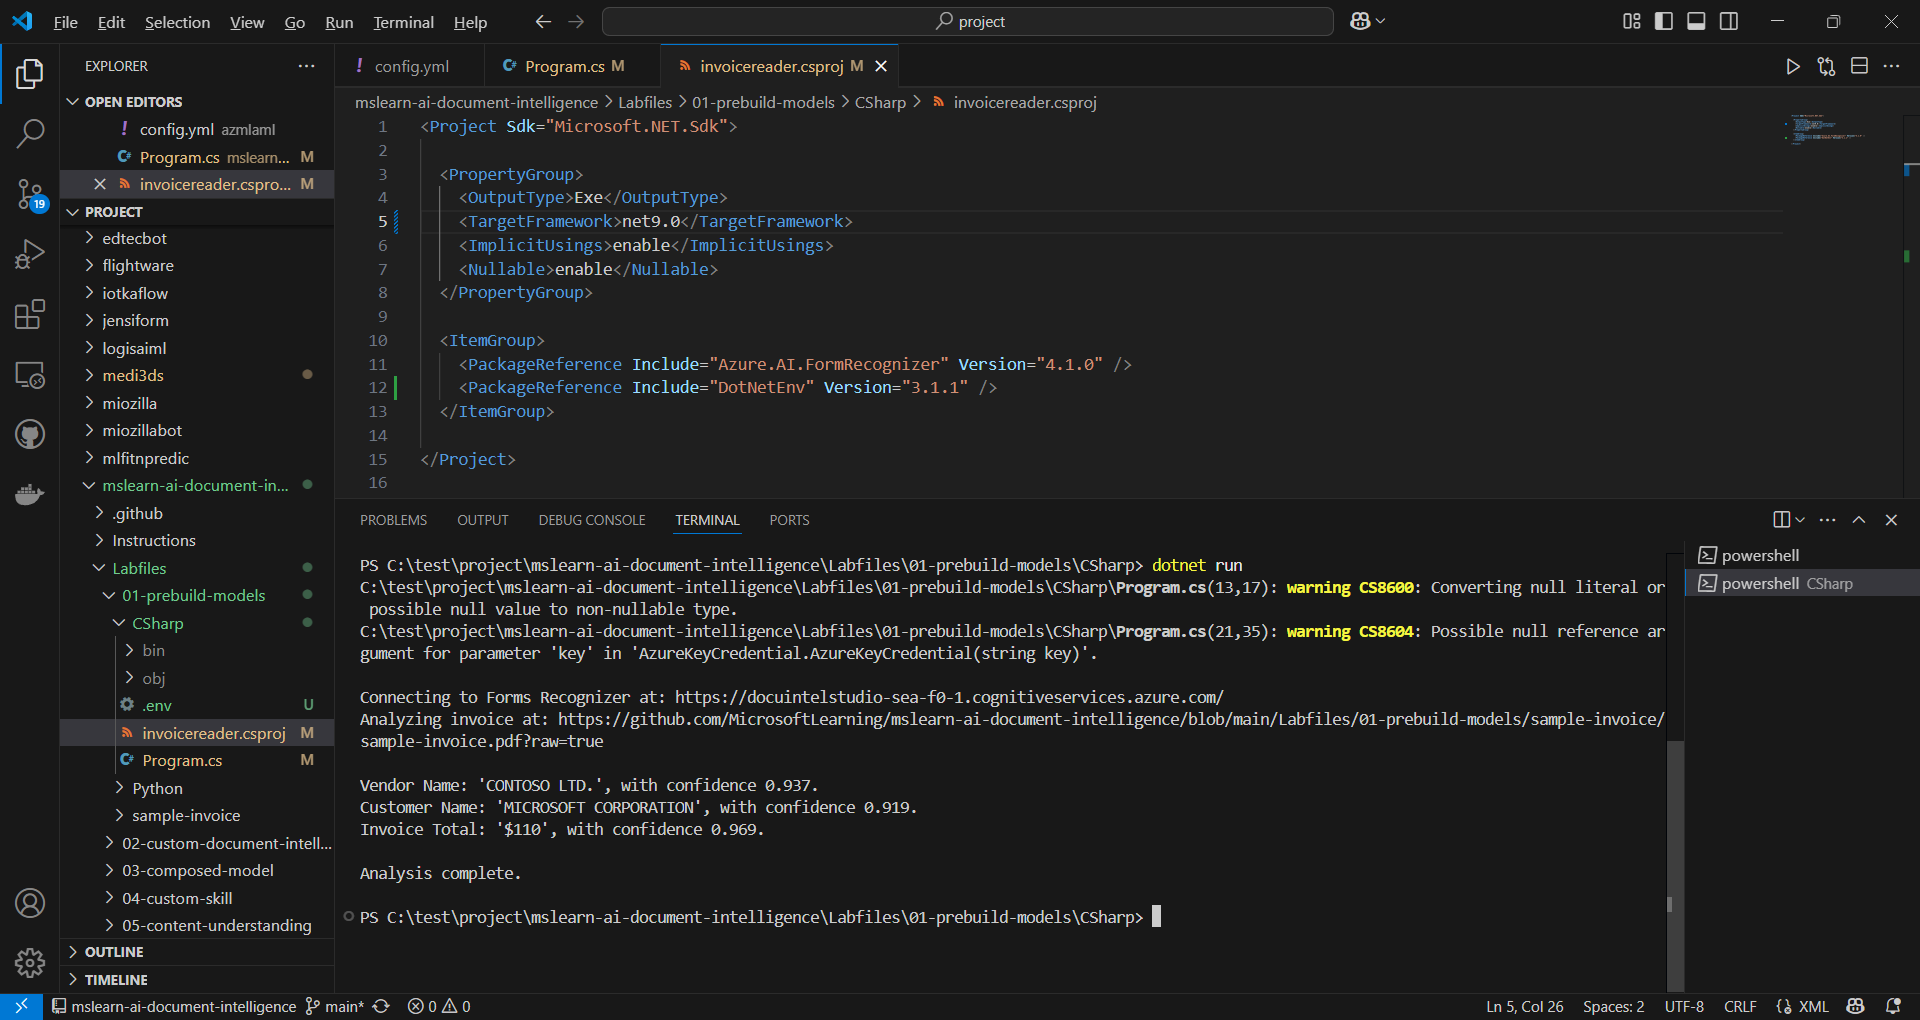 File Edit Selection View Go Run Terminal Help
project
EXPLORER
OPEN EDITORS
! config.yml azmlaml
C# Program.cs mslearn... M
invoicereader.cspro... M
PROJECT
edtecbot
flightware
iotkaflow
jensiform
logisaiml
medi3ds
miozilla
miozillabot
mlfitnpredic
mslearn-ai-document-in...
.github
Instructions
Labfiles
01-prebuild-models
CSharp
bin
obj
.env U
invoicereader.csproj M
C# Program.cs M
Python
sample-invoice
02-custom-document-intell...
03-composed-model
04-custom-skill
05-content-understanding
OUTLINE
TIMELINE
19
! config.yml
C# Program.cs M
invoicereader.csproj M
mslearn-ai-document-intelligence > Labfiles > 01-prebuild-models > CSharp > invoicereader.csproj
1 <Project Sdk="Microsoft.NET.Sdk">
2
3 <PropertyGroup>
4 <OutputType>Exe</OutputType>
5 <TargetFramework>net9.0</TargetFramework>
6 <ImplicitUsings>enable</ImplicitUsings>
7 <Nullable>enable</Nullable>
8 </PropertyGroup>
9
10 <ItemGroup>
11 <PackageReference Include="Azure.AI.FormRecognizer" Version="4.1.0" />
12 <PackageReference Include="DotNetEnv" Version="3.1.1" />
13 </ItemGroup>
14
15 </Project>
16
PROBLEMS OUTPUT DEBUG CONSOLE TERMINAL PORTS
PS C:\test\project\mslearn-ai-document-intelligence\Labfiles\01-prebuild-models\CSharp> dotnet run
C:\test\project\mslearn-ai-document-intelligence\Labfiles\01-prebuild-models\CSharp\Program.cs(13,17): warning CS8600: Converting null literal or
possible null value to non-nullable type.
C:\test\project\mslearn-ai-document-intelligence\Labfiles\01-prebuild-models\CSharp\Program.cs(21,35): warning CS8604: Possible null reference ar
gument for parameter 'key' in 'AzureKeyCredential.AzureKeyCredential(string key)'.
Connecting to Forms Recognizer at: https://docuintelstudio-sea-f0-1.cognitiveservices.azure.com/
Analyzing invoice at: https://github.com/MicrosoftLearning/mslearn-ai-document-intelligence/blob/main/Labfiles/01-prebuild-models/sample-invoice/
sample-invoice.pdf?raw=true
Vendor Name: 'CONTOSO LTD.', with confidence 0.937.
Customer Name: 'MICROSOFT CORPORATION', with confidence 0.919.
Invoice Total: '$110', with confidence 0.969.
Analysis complete.
PS C:\test\project\mslearn-ai-document-intelligence\Labfiles\01-prebuild-models\CSharp>
powershell
powershell CSharp
mslearn-ai-document-intelligence main* 0 0
Ln 5, Col 26 Spaces: 2 UTF-8 CRLF {} XML